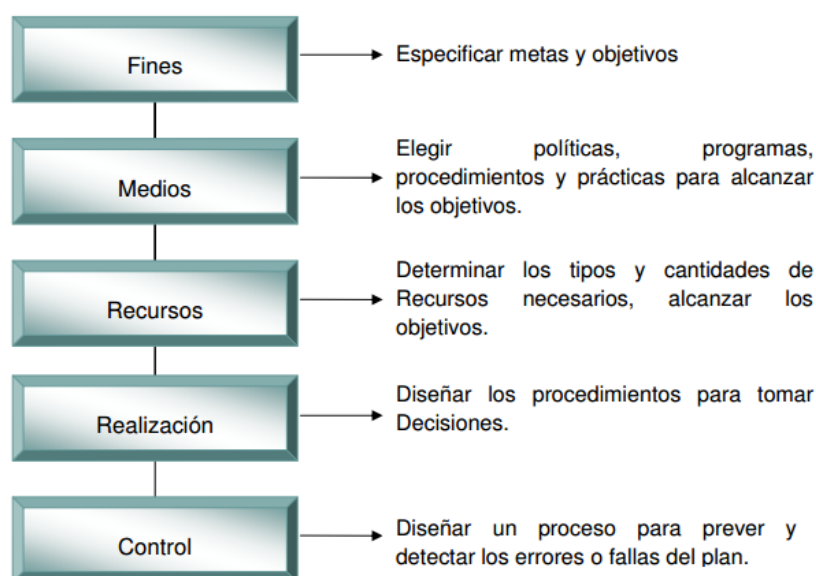 Fines
Especificar metas y objetivos
Medios
Elegir políticas, programas,
procedimientos y prácticas para alcanzar
los objetivos.
Recursos
Determinar los tipos y cantidades de
Recursos necesarios, alcanzar los
objetivos.
Realización
Diseñar los procedimientos para tomar
Decisiones.
Control
Diseñar un proceso para prever y
detectar los errores o fallas del plan.